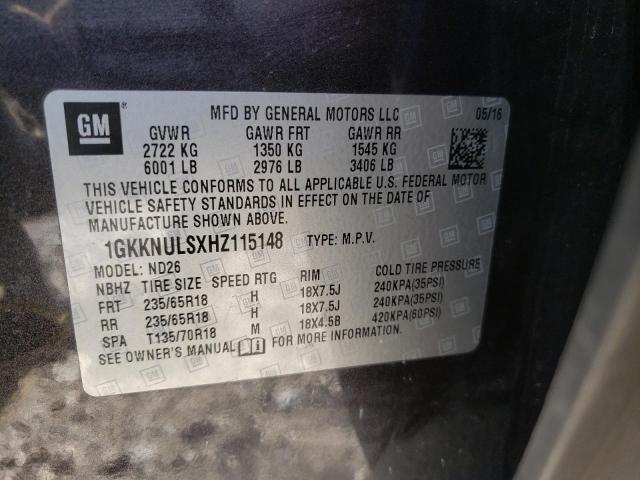 GM ®
MFD BY GENERAL MOTORS LLC 05/16
GVWR GAWR FRT GAWR RR
2722 KG 1350 KG 1545 KG
6001 LB 2976 LB 3406 LB
THIS VEHICLE CONFORMS TO ALL APPLICABLE U.S. FEDERAL MOTOR
VEHICLE SAFETY STANDARDS IN EFFECT ON THE DATE OF
MANUFACTURE SHOWN ABOVE.
1GKKNULSXHZ115148 TYPE: M.P.V.
MODEL: ND26
NBHZ TIRE SIZE SPEED RTG RIM COLD TIRE PRESSURE
FRT 235/65R18 H 18X7.5J 240KPA(35PSI)
RR 235/65R18 H 18X7.5J 240KPA(35PSI)
SPA T135/70R18 M 18X4.5B 420KPA(60PSI)
SEE OWNER'S MANUAL FOR MORE INFORMATION.